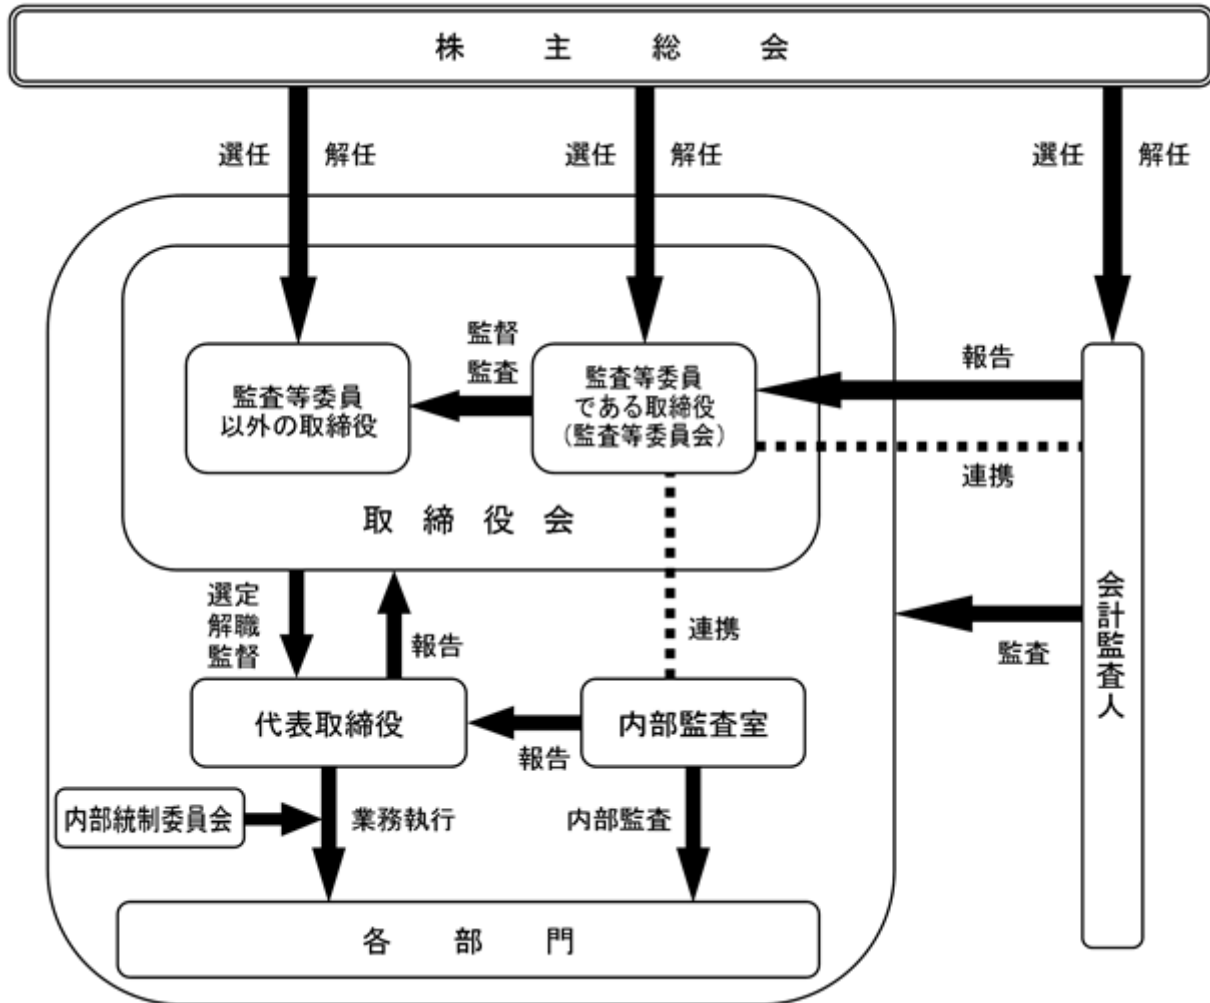 株主総会
選任 解任
選任 解任
選任 解任
監督
監査
報告
監査等委員
以外の取締役
監査等委員
である取締役
(監査等委員会)
連携
取締役会
選定
解職
監督
報告
連携
監査
会計監査人
代表取締役
内部監査室
報告
内部統制委員会
業務執行
内部監査
各部門